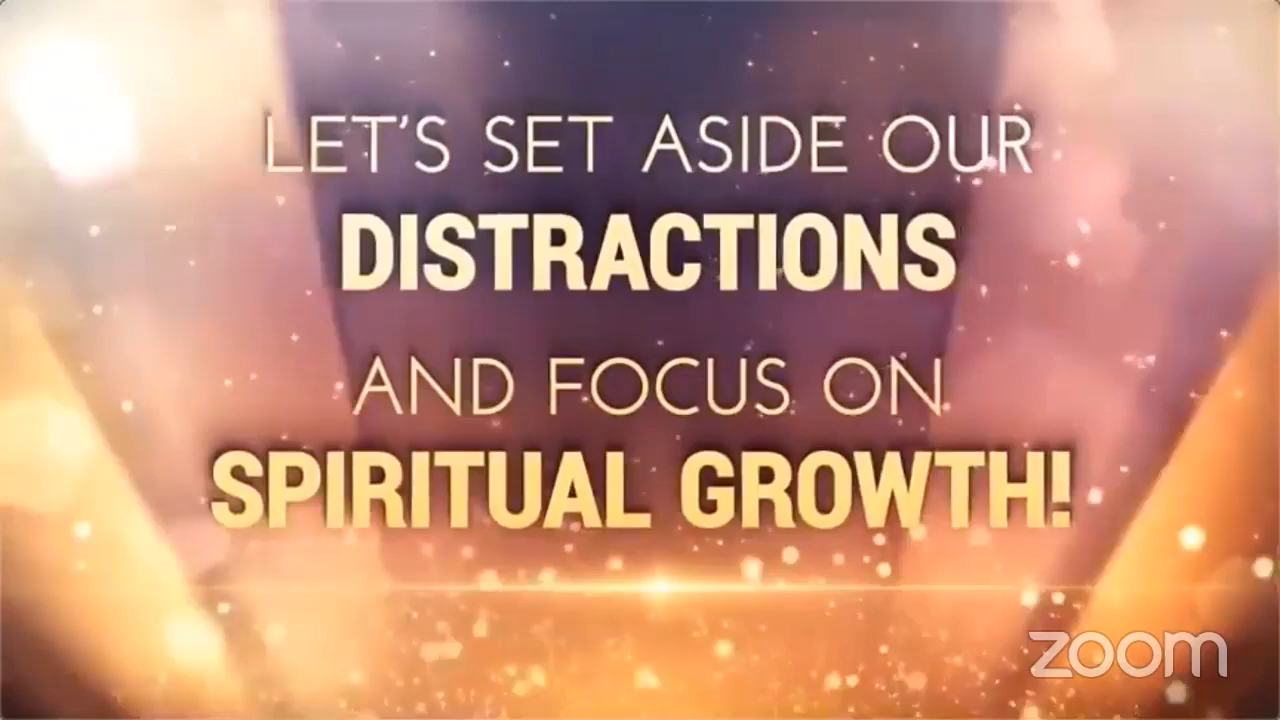 LET'S SET ASIDE OUR
DISTRACTIONS
AND FOCUS ON
SPIRITUAL GROWTH!
zoom